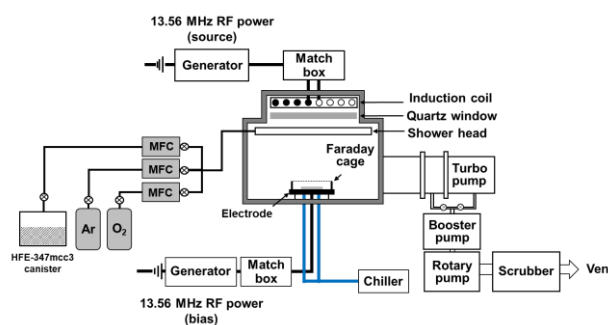 13.56 MHz RF power
(source)
Generator
Match
box
Induction coil
Quartz window
Shower head
Faraday
cage
MFC
MFC
MFC
Turbo
pump
Electrode
Ar
O₂
HFE-347mcc3
canister
Booster
pump
Rotary
pump
Scrubber
Ven
Generator
Match
box
Chiller
13.56 MHz RF power
(bias)